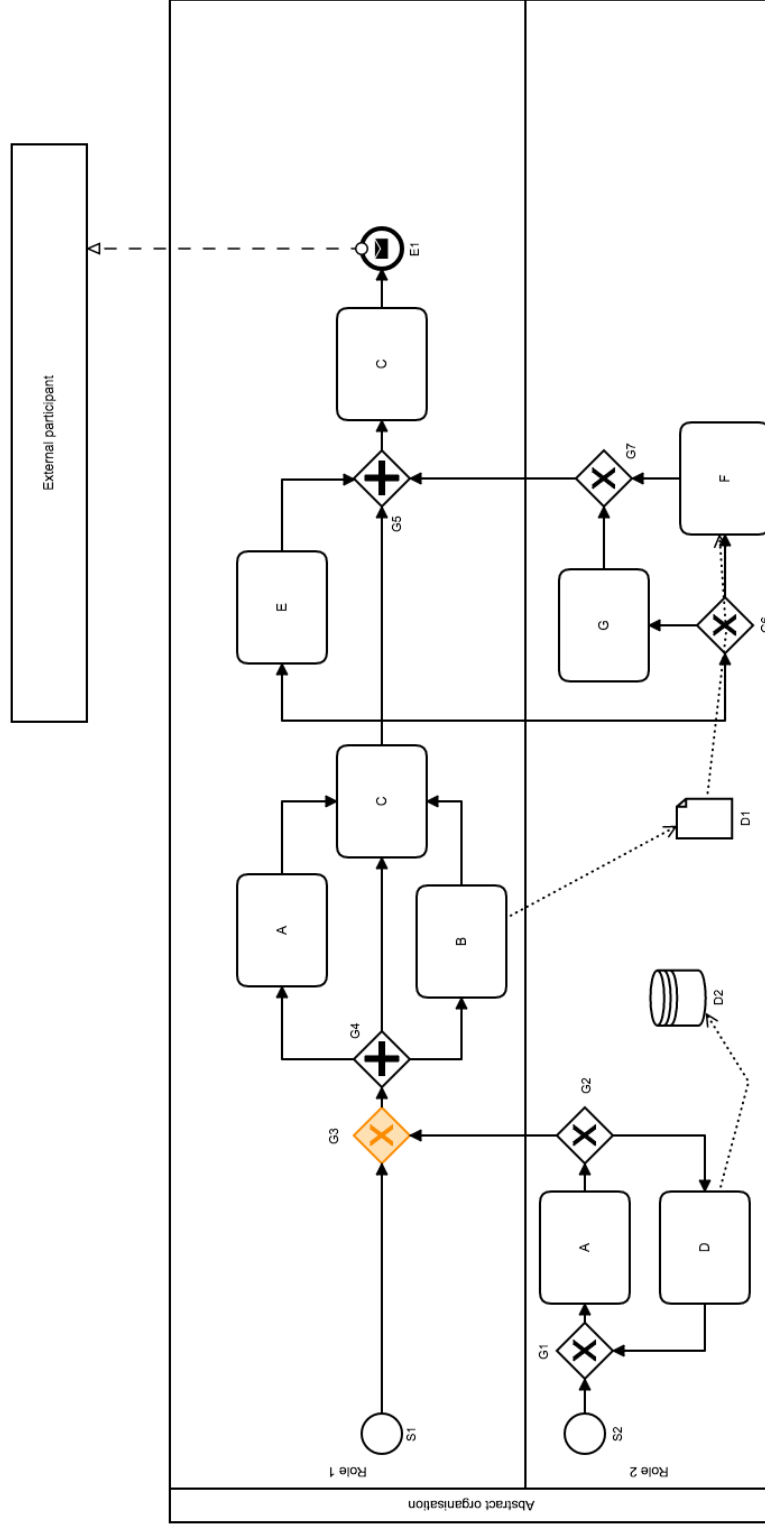 External participant
Abstract organisation
Role 1
S1
G3
G4
A
B
C
E
G5
C
E1
Role 2
S2
G1
A
D
G2
D2
D1
G6
G
F
G7